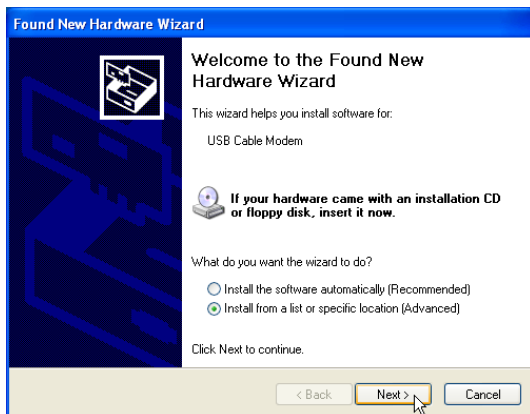 Found New Hardware Wizard
Welcome to the Found New
Hardware Wizard
This wizard helps you install software for:
USB Cable Modem
If your hardware came with an installation CD
or floppy disk, insert it now.
What do you want the wizard to do?
Install the software automatically (Recommended)
Install from a list or specific location (Advanced)
Click Next to continue.
< Back Next > Cancel